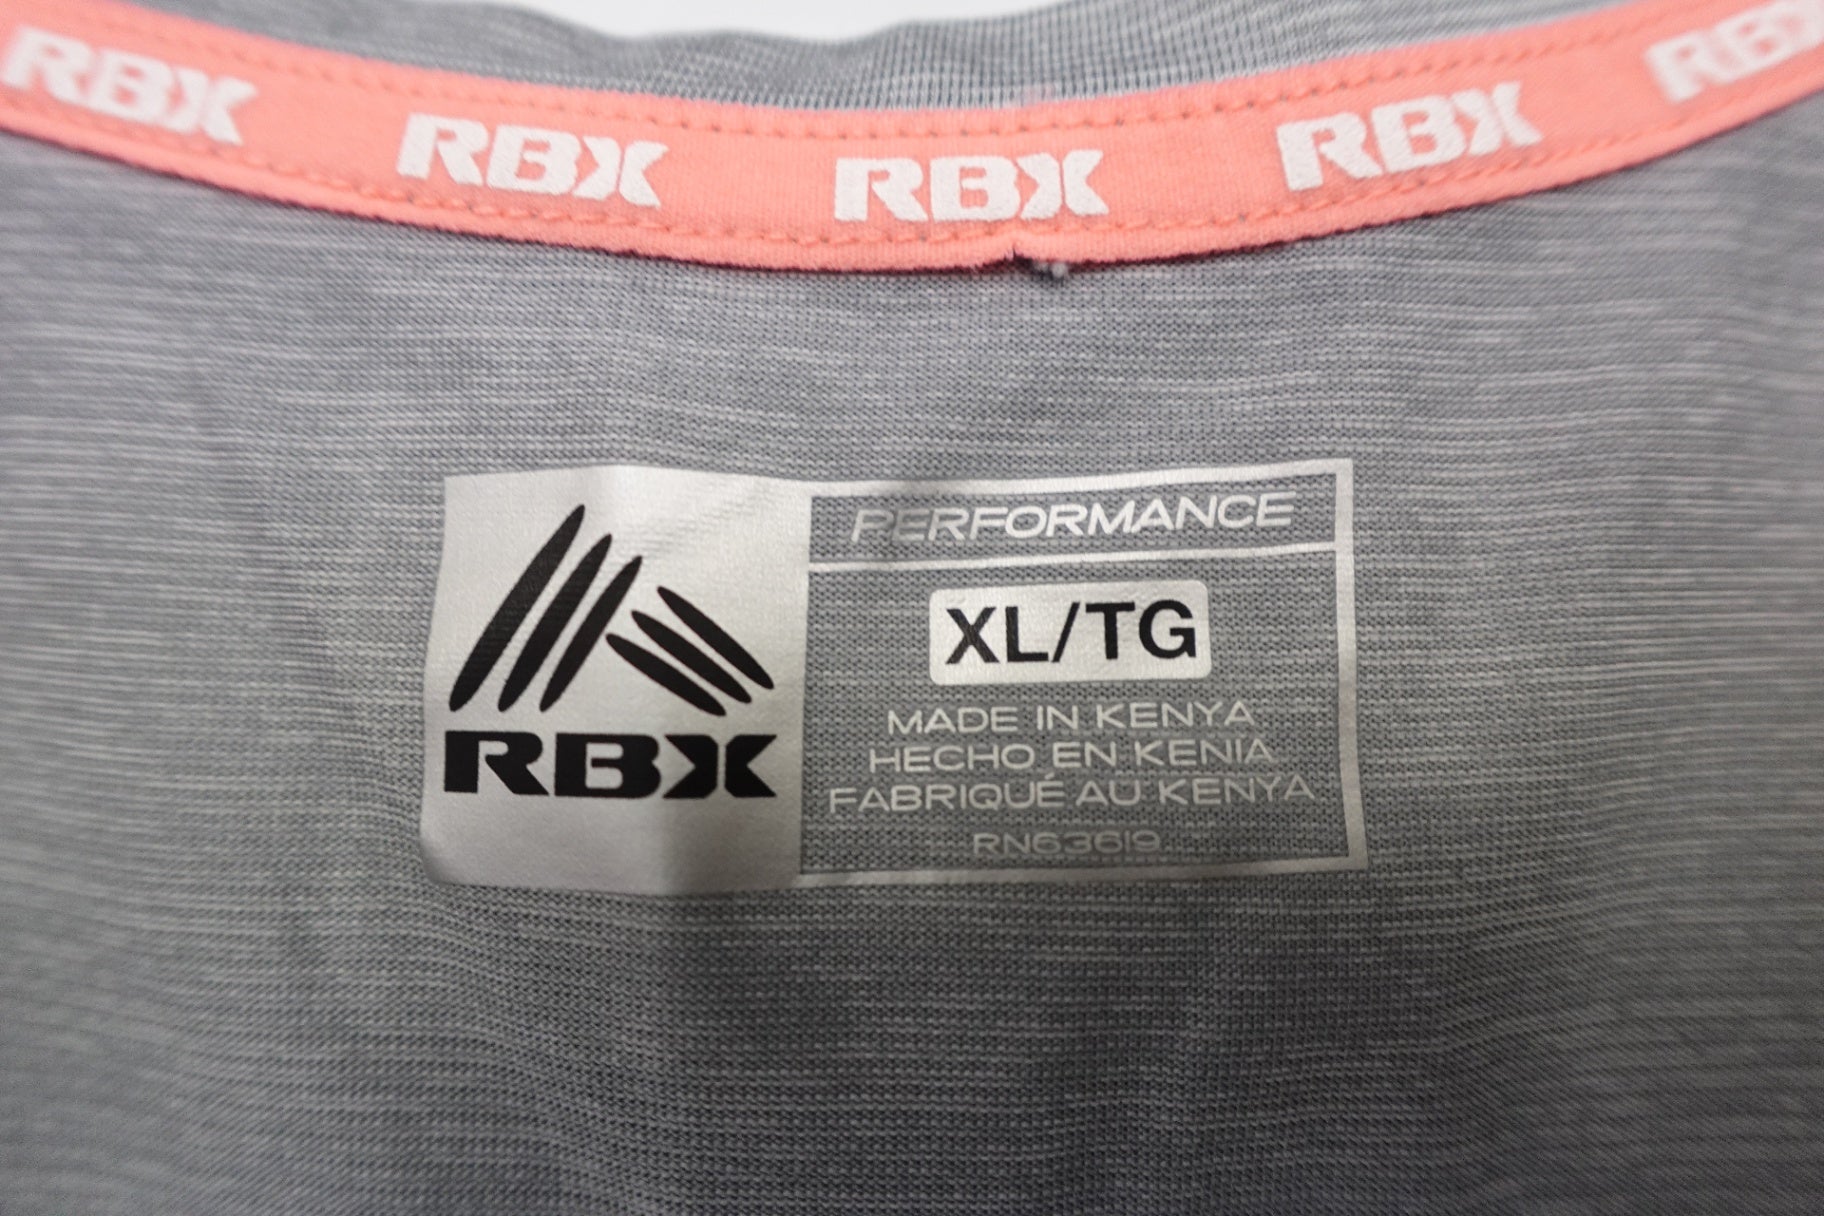 RBX RBX RBX RBX RBX
RBX
PERFORMANCE
XL/TG
MADE IN KENYA
HECHO EN KENIA
FABRIQUÉ AU KENYA
RN63619